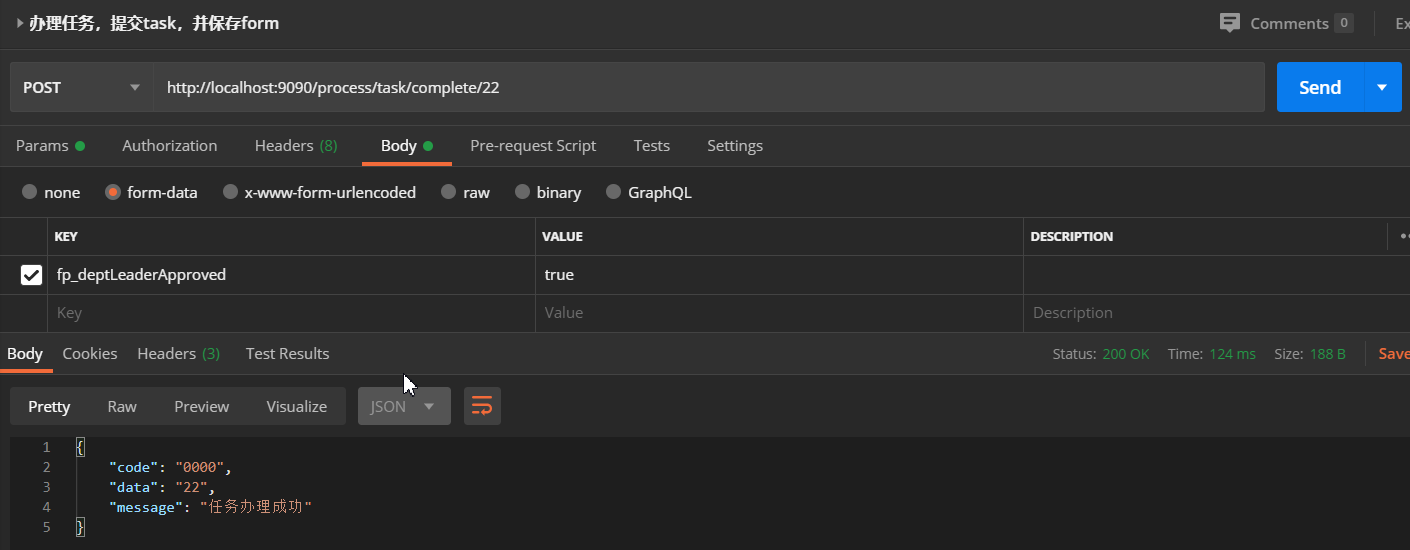 办理任务，提交task，并保存form
Comments 0 Ex
POST http://localhost:9090/process/task/complete/22 Send
Params Authorization Headers (8) Body Pre-request Script Tests Settings
none form-data x-www-form-urlencoded raw binary GraphQL
KEY VALUE DESCRIPTION
fp_deptLeaderApproved true
Key Value Description
Body Cookies Headers (3) Test Results Status: 200 OK Time: 124 ms Size: 188 B Save
Pretty Raw Preview Visualize JSON
1 {
2 "code": "0000",
3 "data": "22",
4 "message": "任务办理成功"
5 }